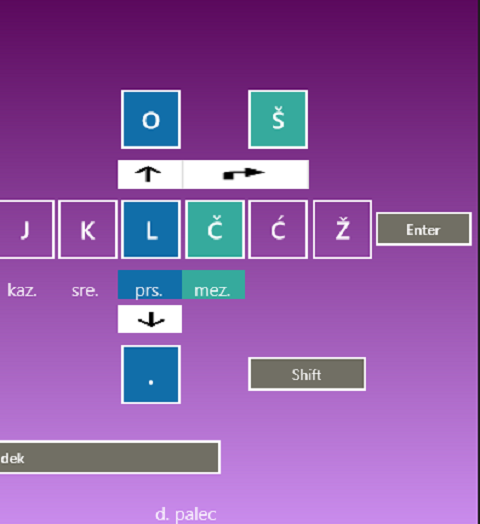 O Š
J K L Č Ć Ž Enter
kaz. sre. prs. mez.
. Shift
dek
d. palec